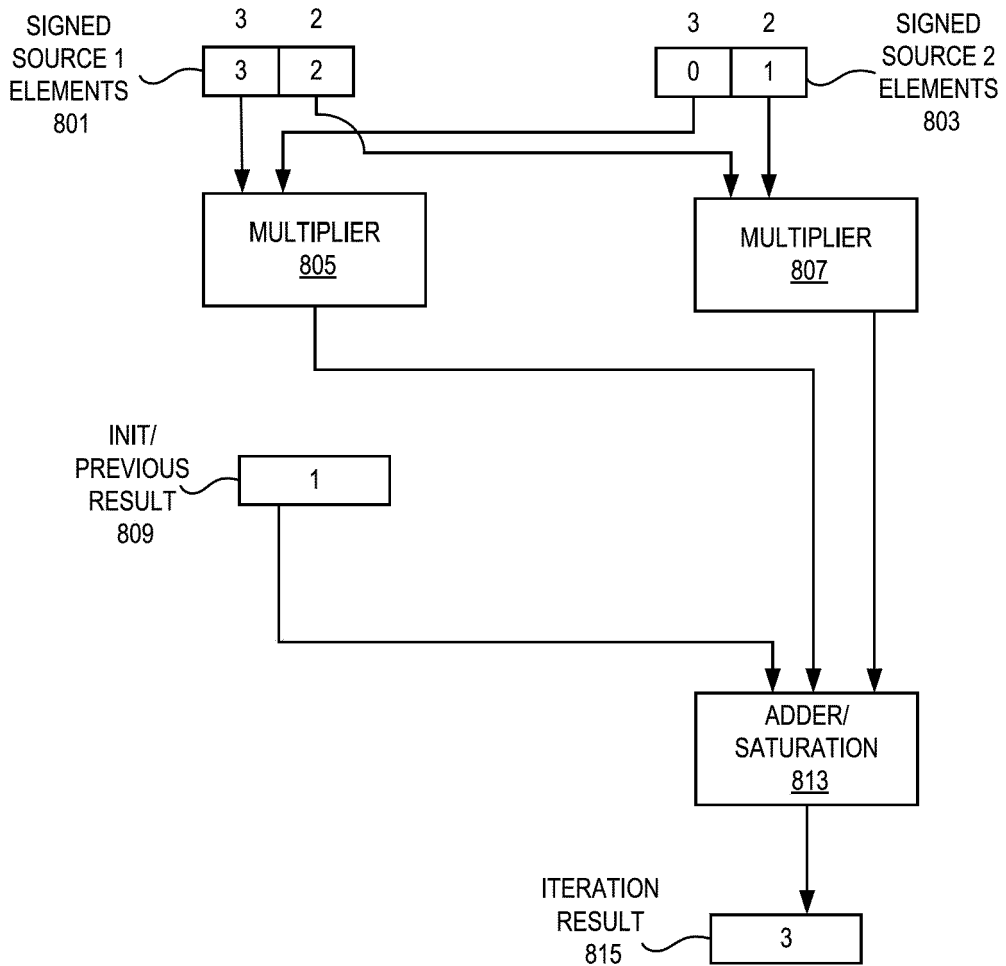 SIGNED
SOURCE 1
ELEMENTS
801
3 2
3 2
3 2
0 1
SIGNED
SOURCE 2
ELEMENTS
803
MULTIPLIER
805
MULTIPLIER
807
INIT/
PREVIOUS
RESULT
809
1
ADDER/
SATURATION
813
ITERATION
RESULT
815
3